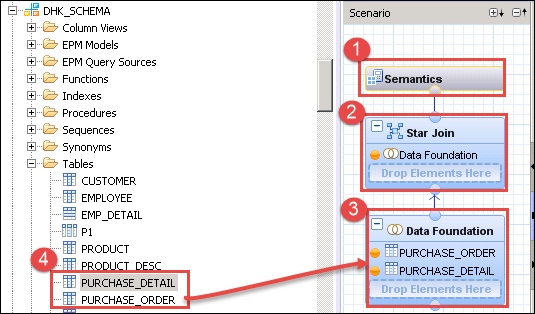 DHK_SCHEMA
Column Views
EPM Models
EPM Query Sources
Functions
Indexes
Procedures
Sequences
Synonyms
Tables
CUSTOMER
EMPLOYEE
EMP_DETAIL
P1
PRODUCT
PRODUCT_DESC
4
PURCHASE_DETAIL
PURCHASE_ORDER
Scenario
1
Semantics
2
Star Join
Data Foundation
Drop Elements Here
3
Data Foundation
PURCHASE_ORDER
PURCHASE_DETAIL
Drop Elements Here